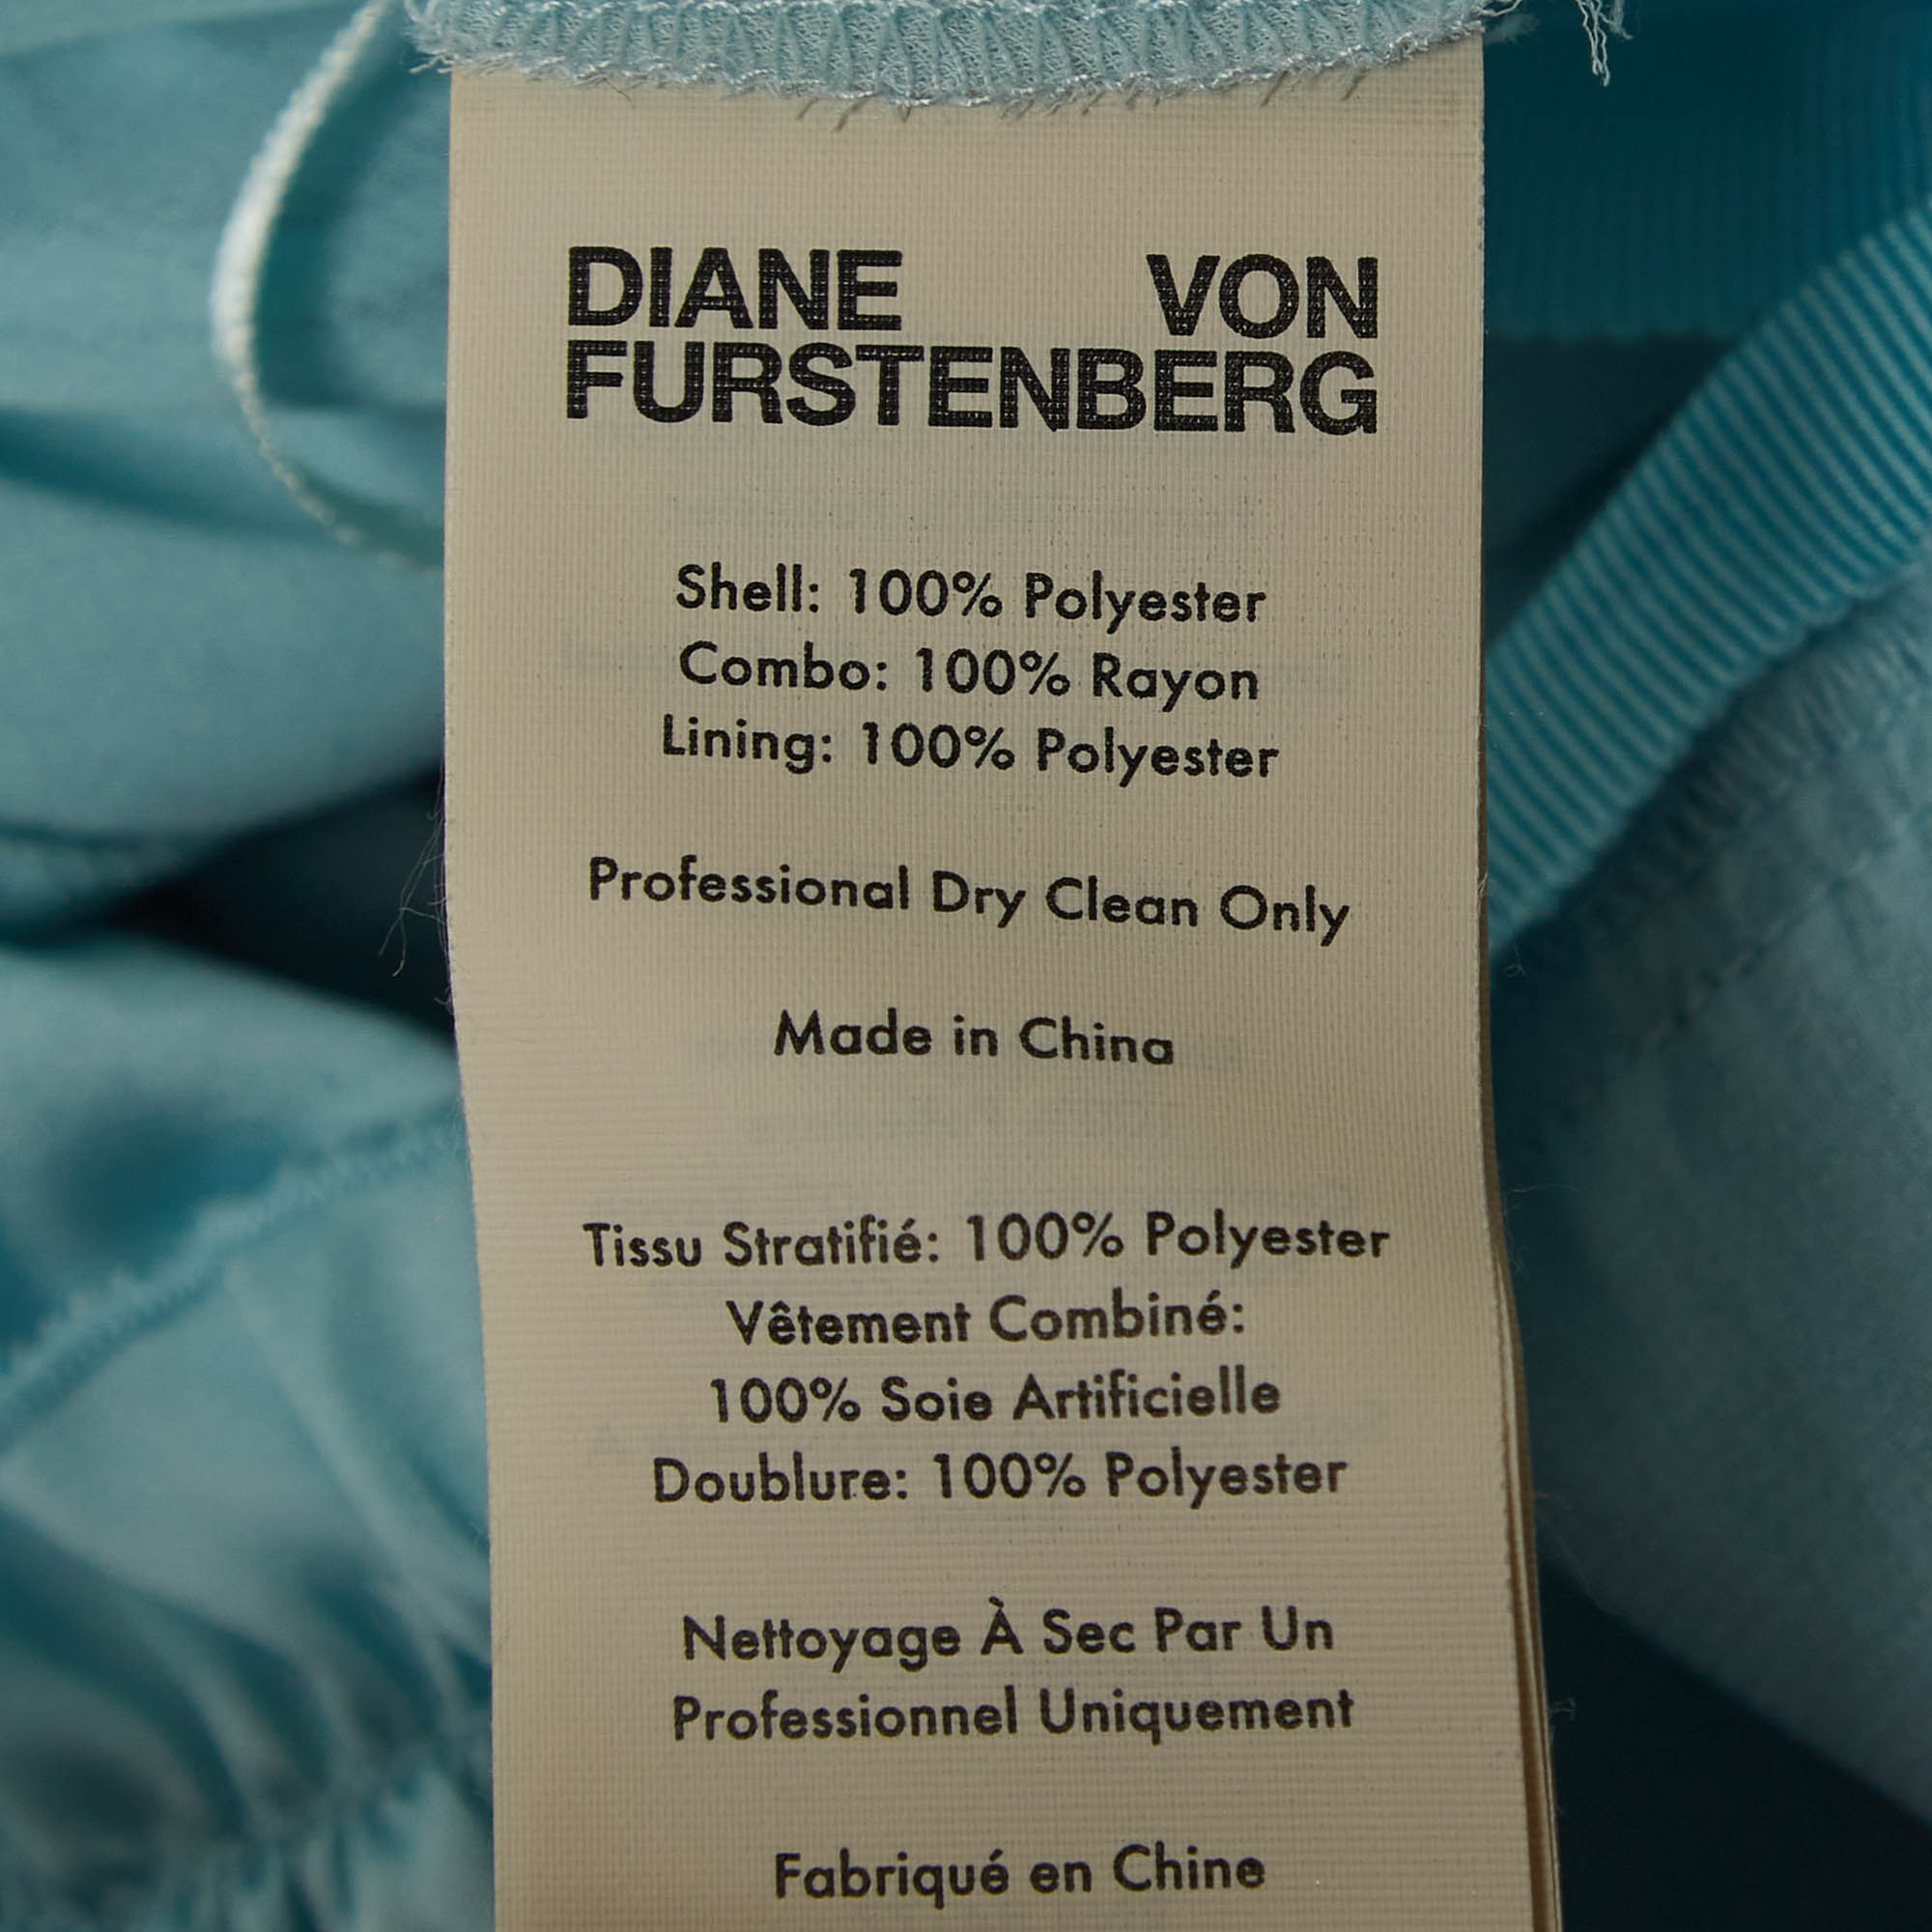 DIANE VON
FURSTENBERG
Shell: 100% Polyester
Combo: 100% Rayon
Lining: 100% Polyester
Professional Dry Clean Only
Made in China
Tissu Stratifié: 100% Polyester
Vêtement Combiné:
100% Soie Artificielle
Doublure: 100% Polyester
Nettoyage À Sec Par Un
Professionnel Uniquement
Fabriqué en Chine